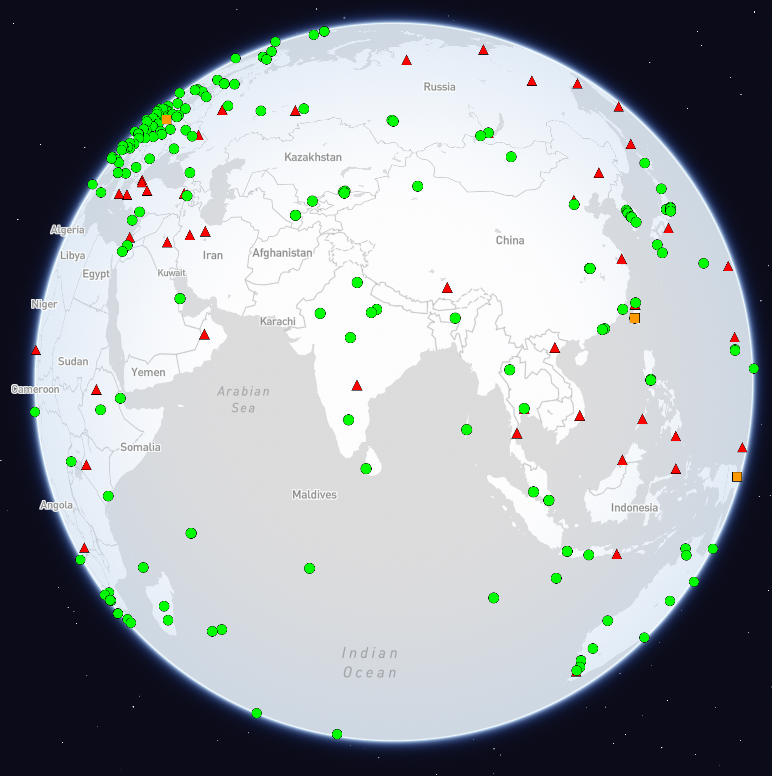 Russia
Kazakhstan
Algeria
China
Libya
Iran
Afghanistan
Egypt
Kuwait
Niger
Karachi
Sudan
Yemen
Cameroon
Arabian
Sea
Somalia
Maldives
Angola
Indonesia
Indian
Ocean